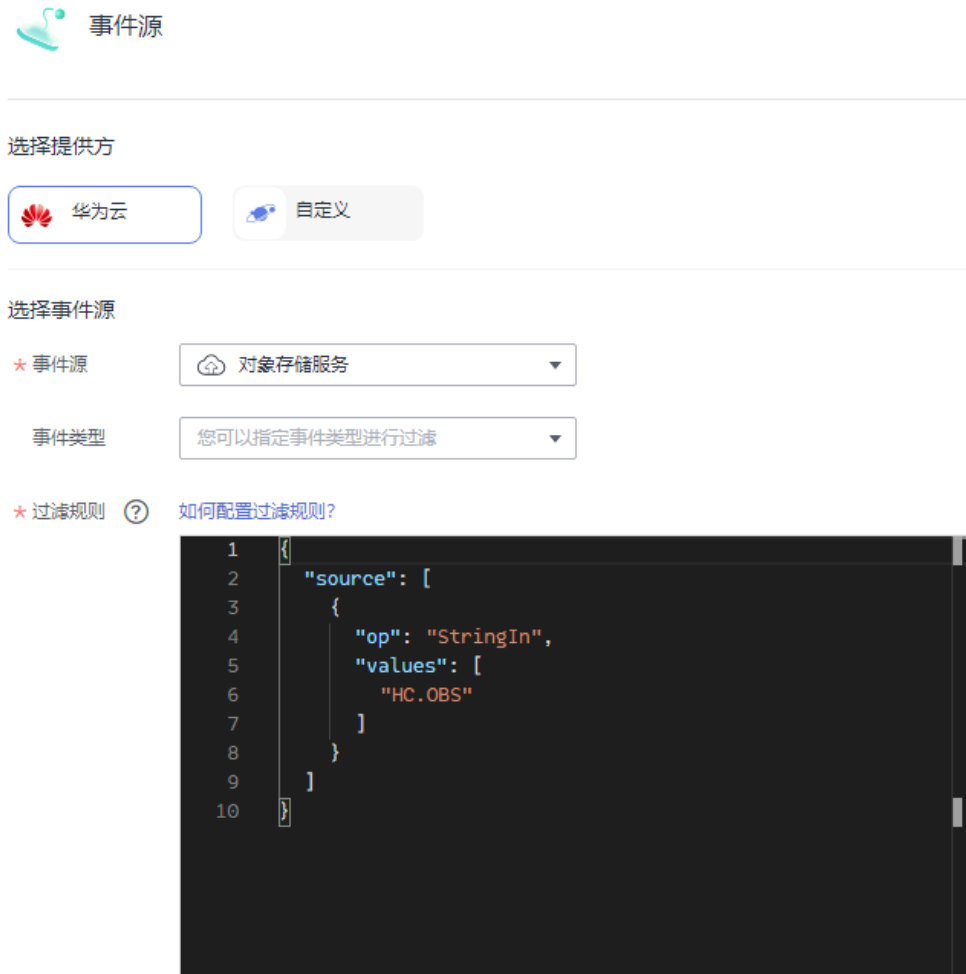 事件源
选择提供方
华为云 自定义
选择事件源
* 事件源 对象存储服务
事件类型 您可以指定事件类型进行过滤
* 过滤规则 ? 如何配置过滤规则?
1 {
2 "source": [
3 {
4 "op": "StringIn",
5 "values": [
6 "HC.OBS"
7 ]
8 }
9 ]
10 }